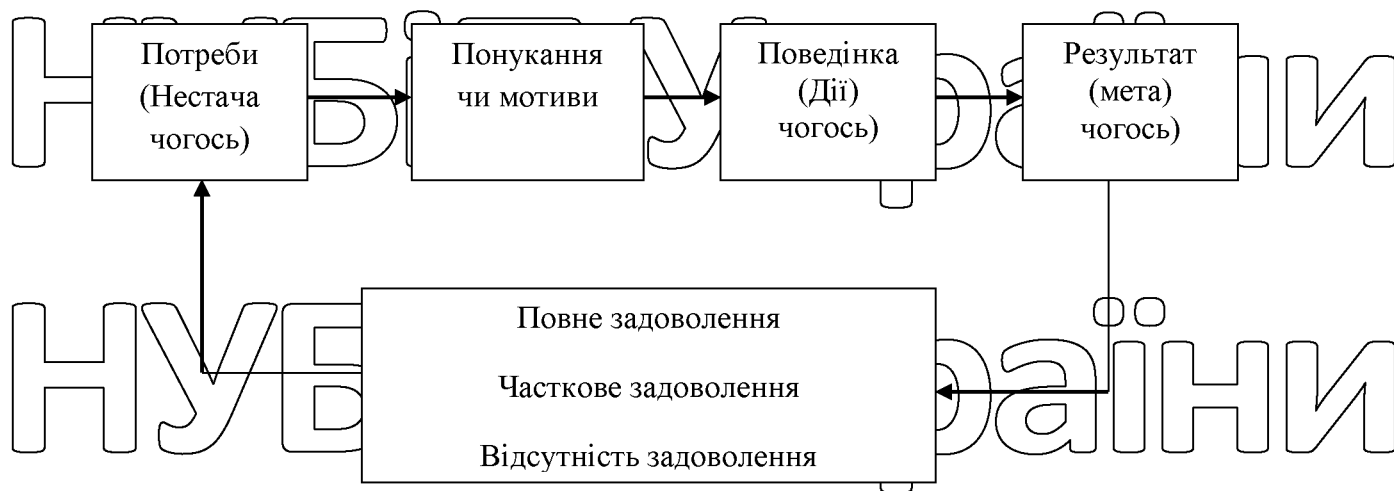 Потреби
(Нестача
чогось)
Понукання
чи мотиви
Поведінка
(Дії)
чогось)
Результат
(мета)
чогось)
Повне задоволення
Часткове задоволення
Відсутність задоволення